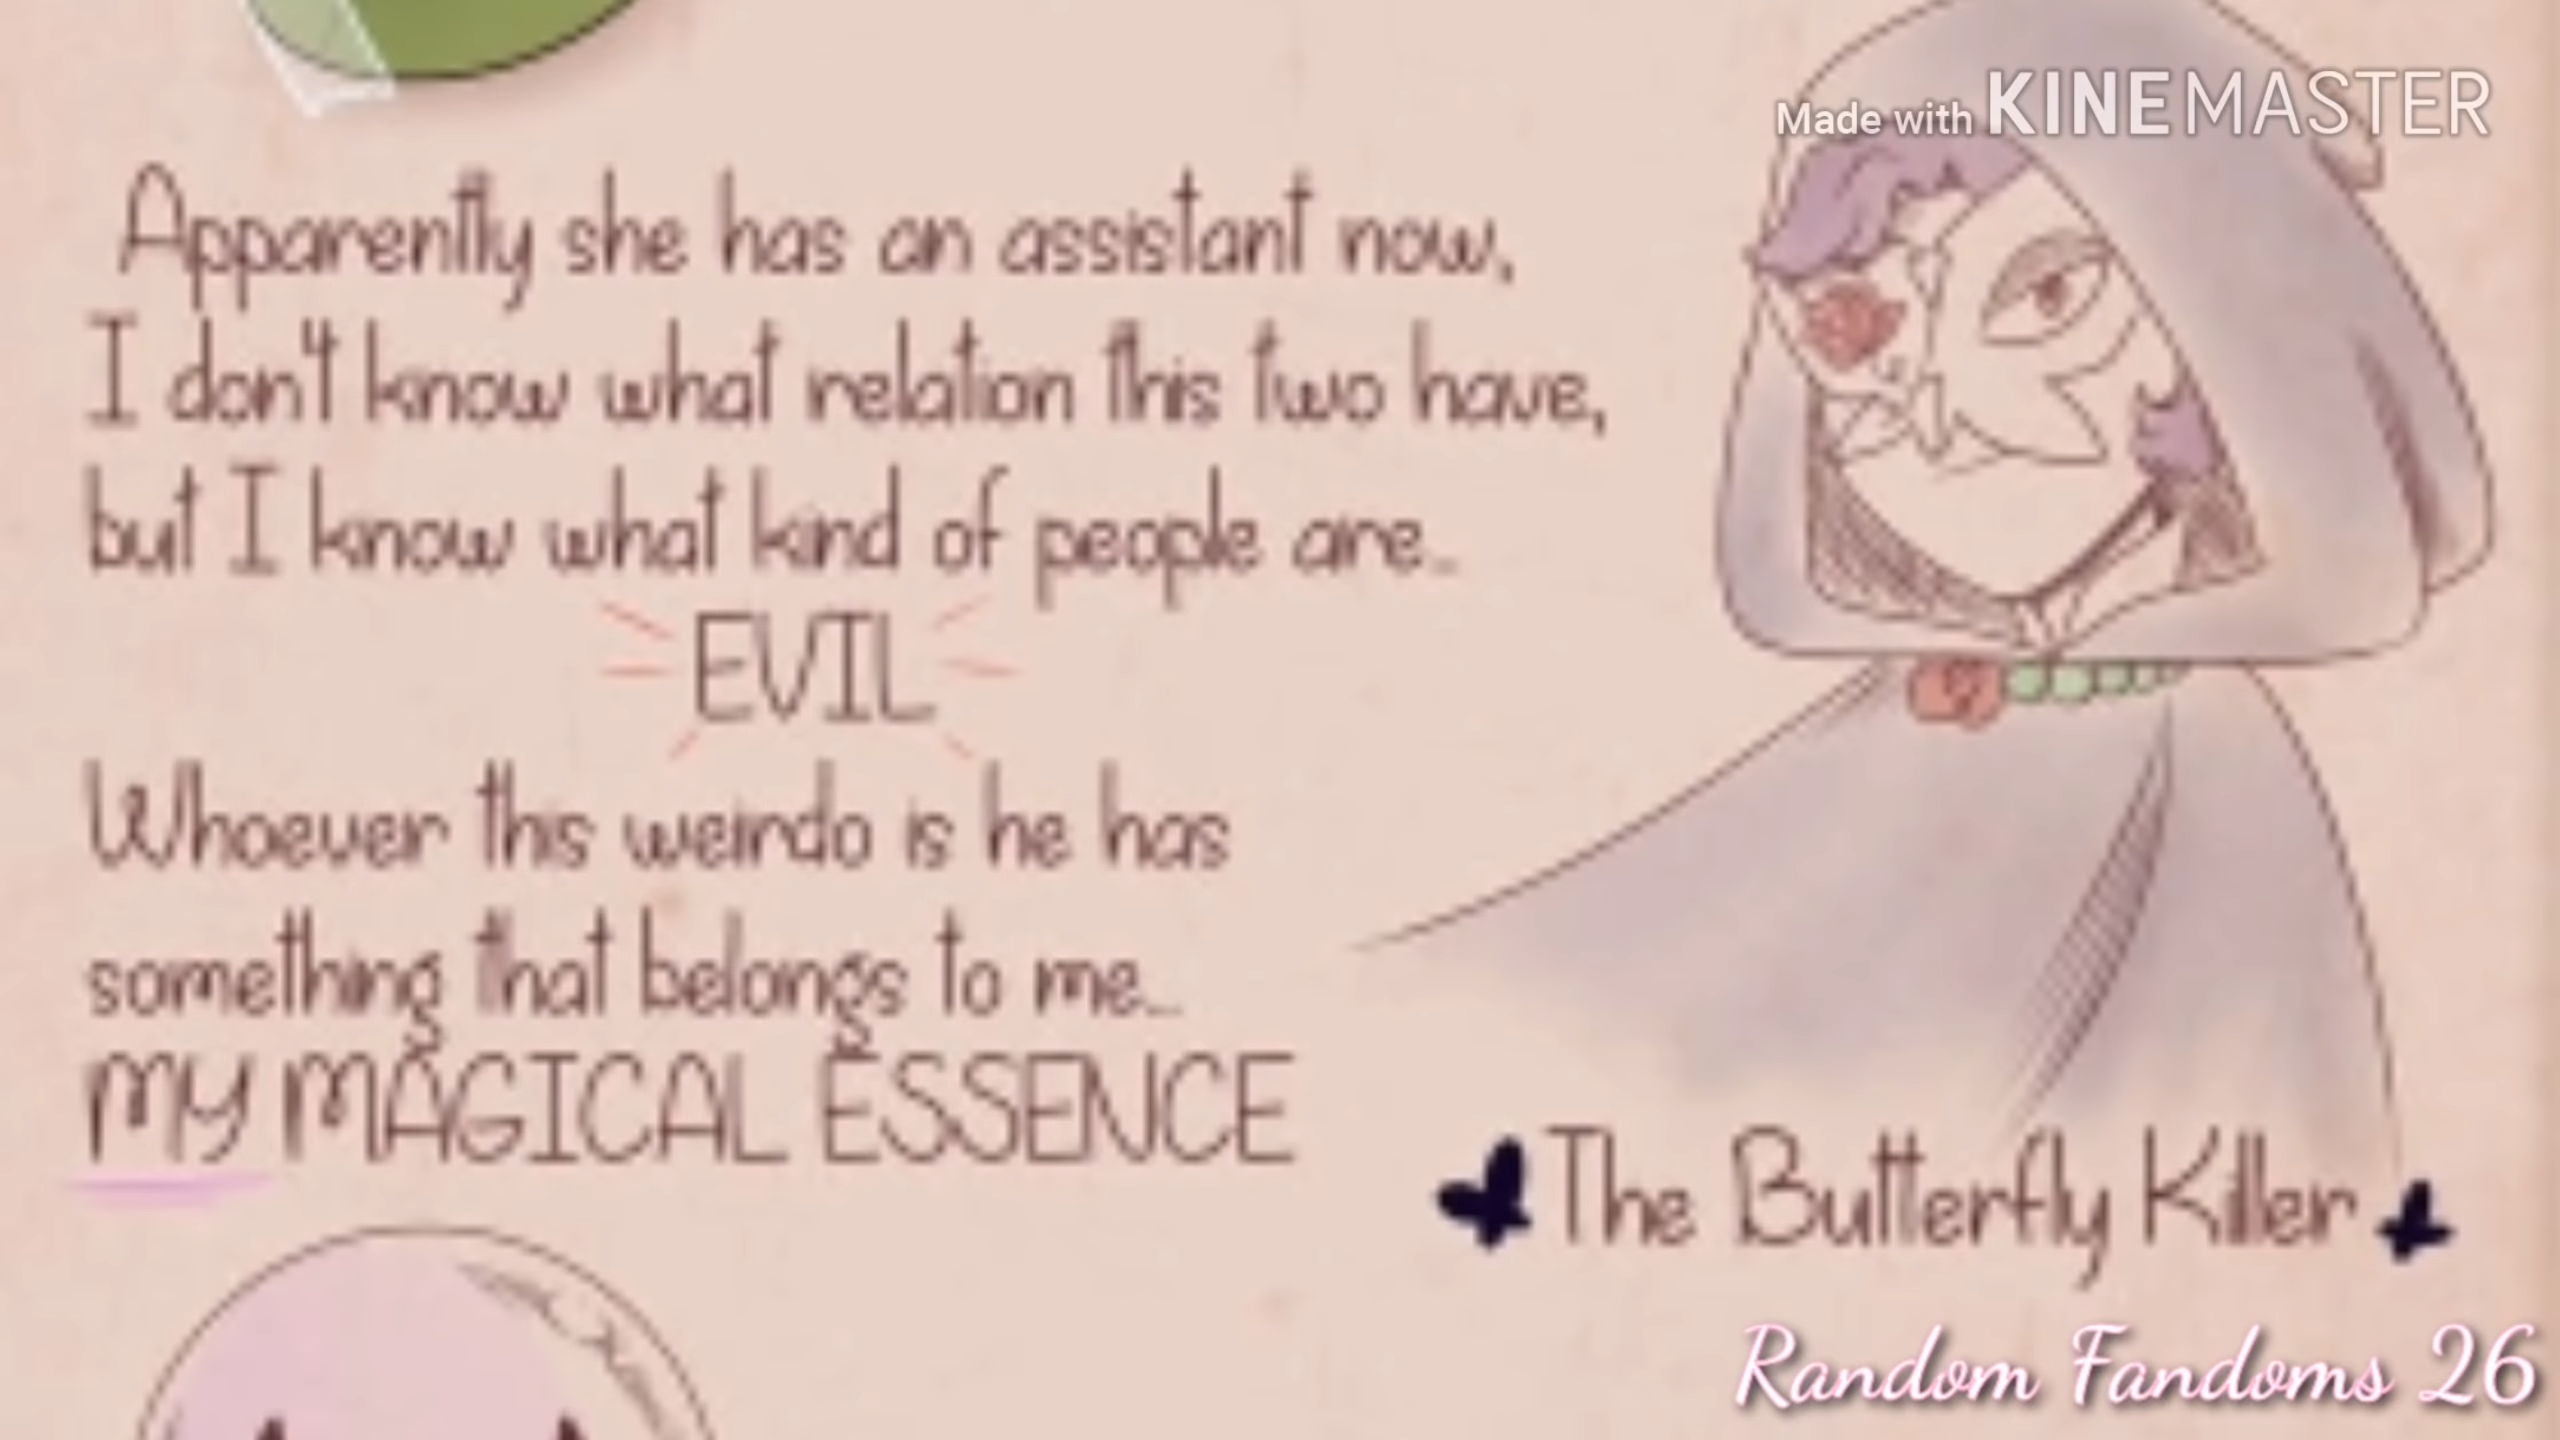 Made with KINEMASTER
Apparently she has an assistant now,
I don't know what relation this two have,
but I know what kind of people are...
EVIL
Whoever this weirdo is he has
something that belongs to me...
MY MAGICAL ESSENCE
The Butterfly Killer
Random Fandoms 26